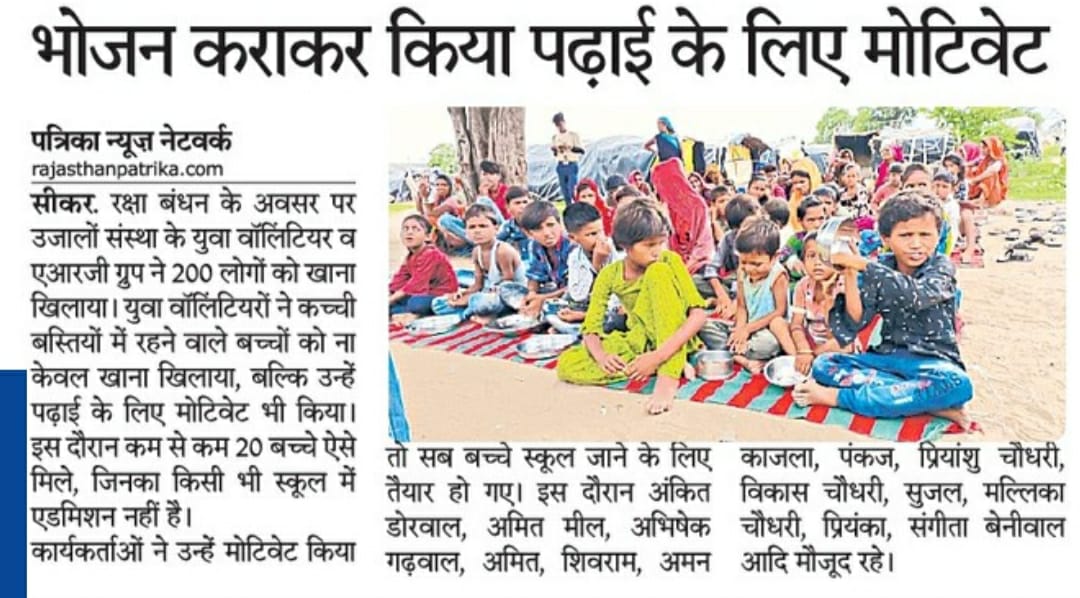 भोजन कराकर किया पढ़ाई के लिए मोटिवेट
पत्रिका न्यूज़ नेटवर्क
rajasthanpatrika.com
सीकर. रक्षा बंधन के अवसर पर
उजालों संस्था के युवा वॉलिंटियर व
एआरजी ग्रुप ने 200 लोगों को खाना
खिलाया। युवा वॉलिंटियरों ने कच्ची
बस्तियों में रहने वाले बच्चों को ना
केवल खाना खिलाया, बल्कि उन्हें
पढ़ाई के लिए मोटिवेट भी किया।
इस दौरान कम से कम 20 बच्चे ऐसे
मिले, जिनका किसी भी स्कूल में
एडमिशन नहीं है।
कार्यकर्ताओं ने उन्हें मोटिवेट किया
तो सब बच्चे स्कूल जाने के लिए
तैयार हो गए। इस दौरान अंकित
डोरवाल, अमित मील, अभिषेक
गढ़वाल, अमित, शिवराम, अमन
काजला, पंकज, प्रियांशु चौधरी,
विकास चौधरी, सुजल, मल्लिका
चौधरी, प्रियंका, संगीता बेनीवाल
आदि मौजूद रहे।